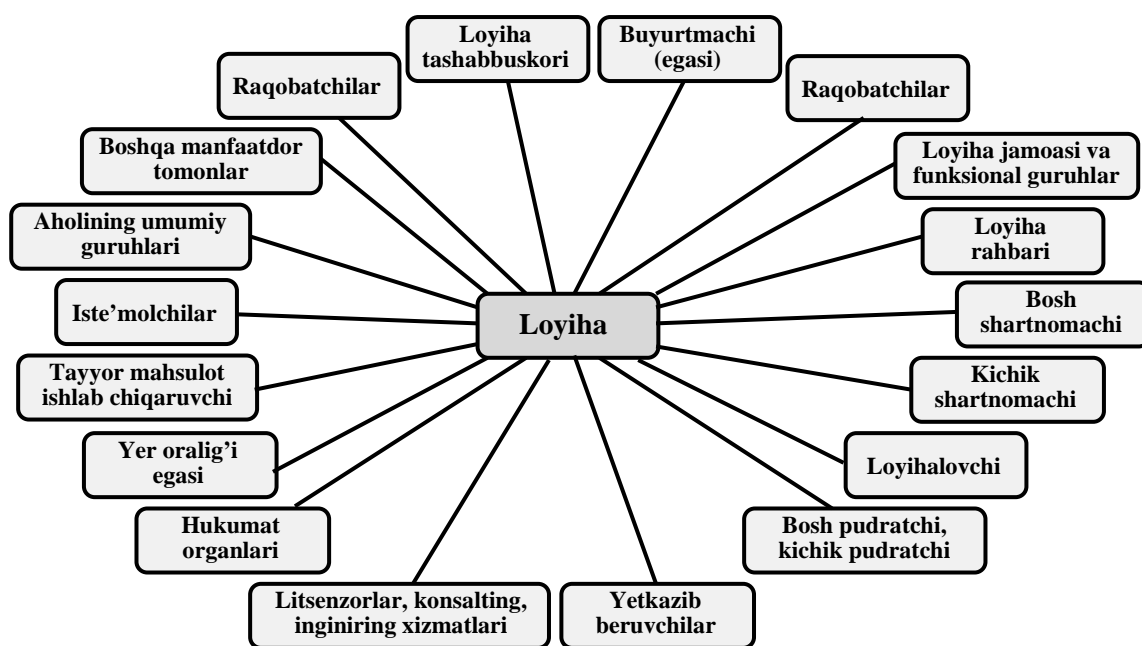 Loyiha
tashabbuskori
Buyurtmachi
(egasi)
Raqobatchilar
Raqobatchilar
Boshqa manfaatdor
tomonlar
Loyiha jamoasi va
funksional guruhlar
Aholining umumiy
guruhlari
Loyiha
rahbari
Iste’molchilar
Loyiha
Bosh
shartnomachi
Tayyor mahsulot
ishlab chiqaruvchi
Kichik
shartnomachi
Yer oralig’i
egasi
Loyihalovchi
Hukumat
organlari
Bosh pudratchi,
kichik pudratchi
Litsenzorlar, konsalting,
inginiring xizmatlari
Yetkazib
beruvchilar